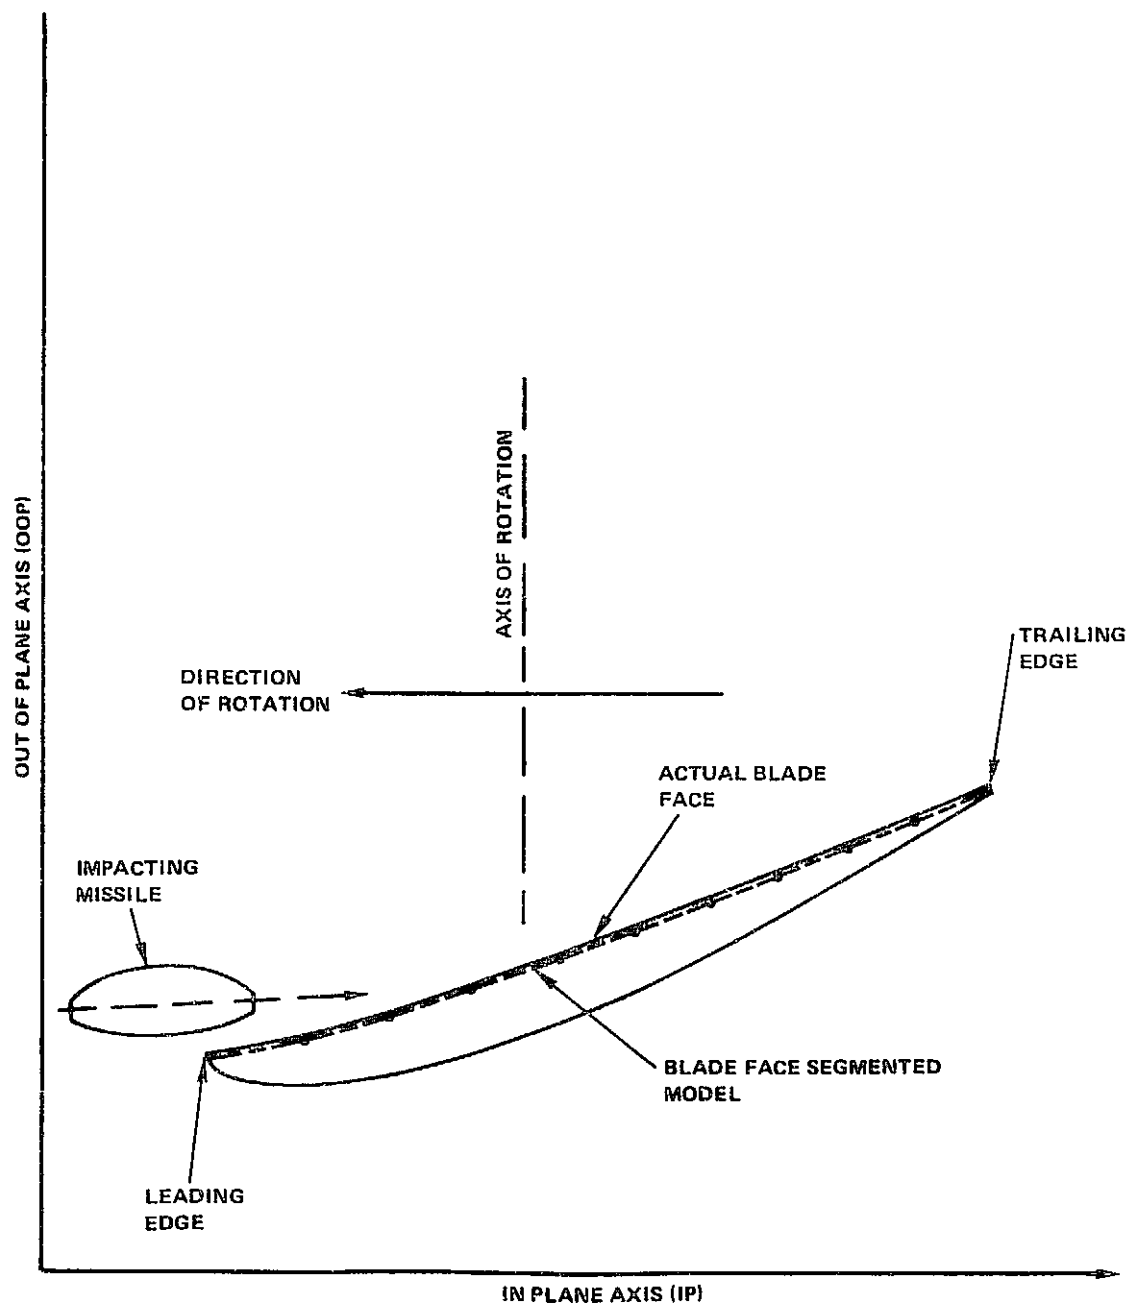 OUT OF PLANE AXIS (OOP)
AXIS OF ROTATION
DIRECTION
OF ROTATION
TRAILING
EDGE
ACTUAL BLADE
FACE
IMPACTING
MISSILE
BLADE FACE SEGMENTED
MODEL
LEADING
EDGE
IN PLANE AXIS (IP)